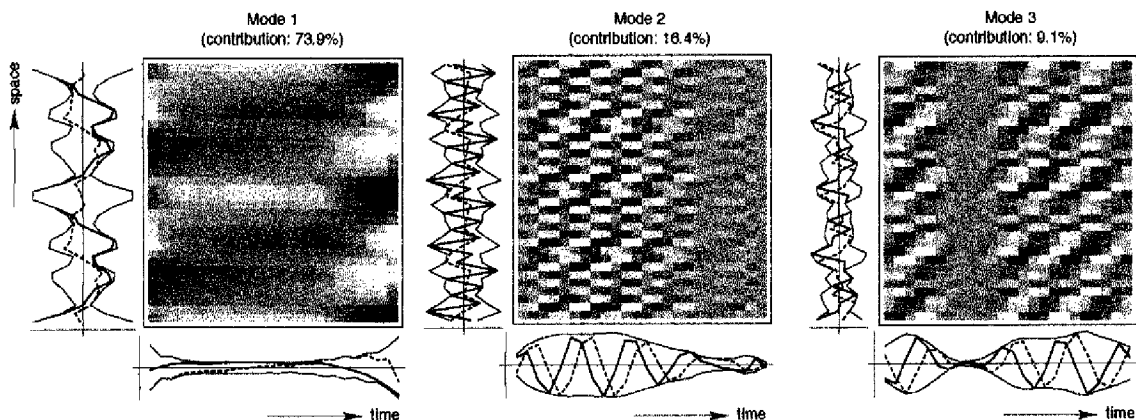 Mode 1
(contribution: 73.9%)
Mode 2
(contribution: 16.4%)
Mode 3
(contribution: 9.1%)
space
time
time
time